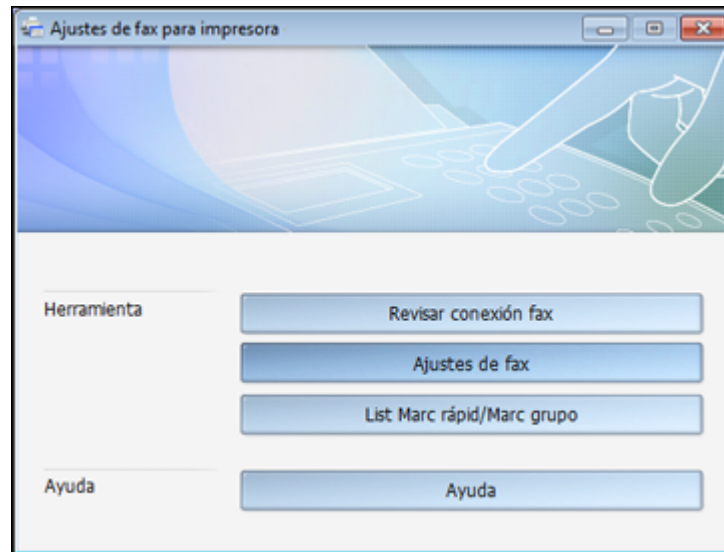 Ajustes de fax para impresora
Herramienta
Revisar conexión fax
Ajustes de fax
List Marc rápid/Marc grupo
Ayuda
Ayuda